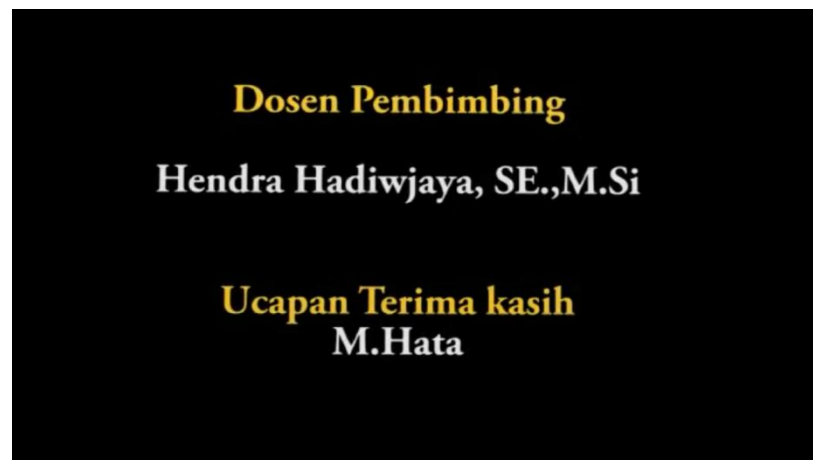 Dosen Pembimbing
Hendra Hadiwjaya, SE.,M.Si
Ucapan Terima kasih
M.Hata